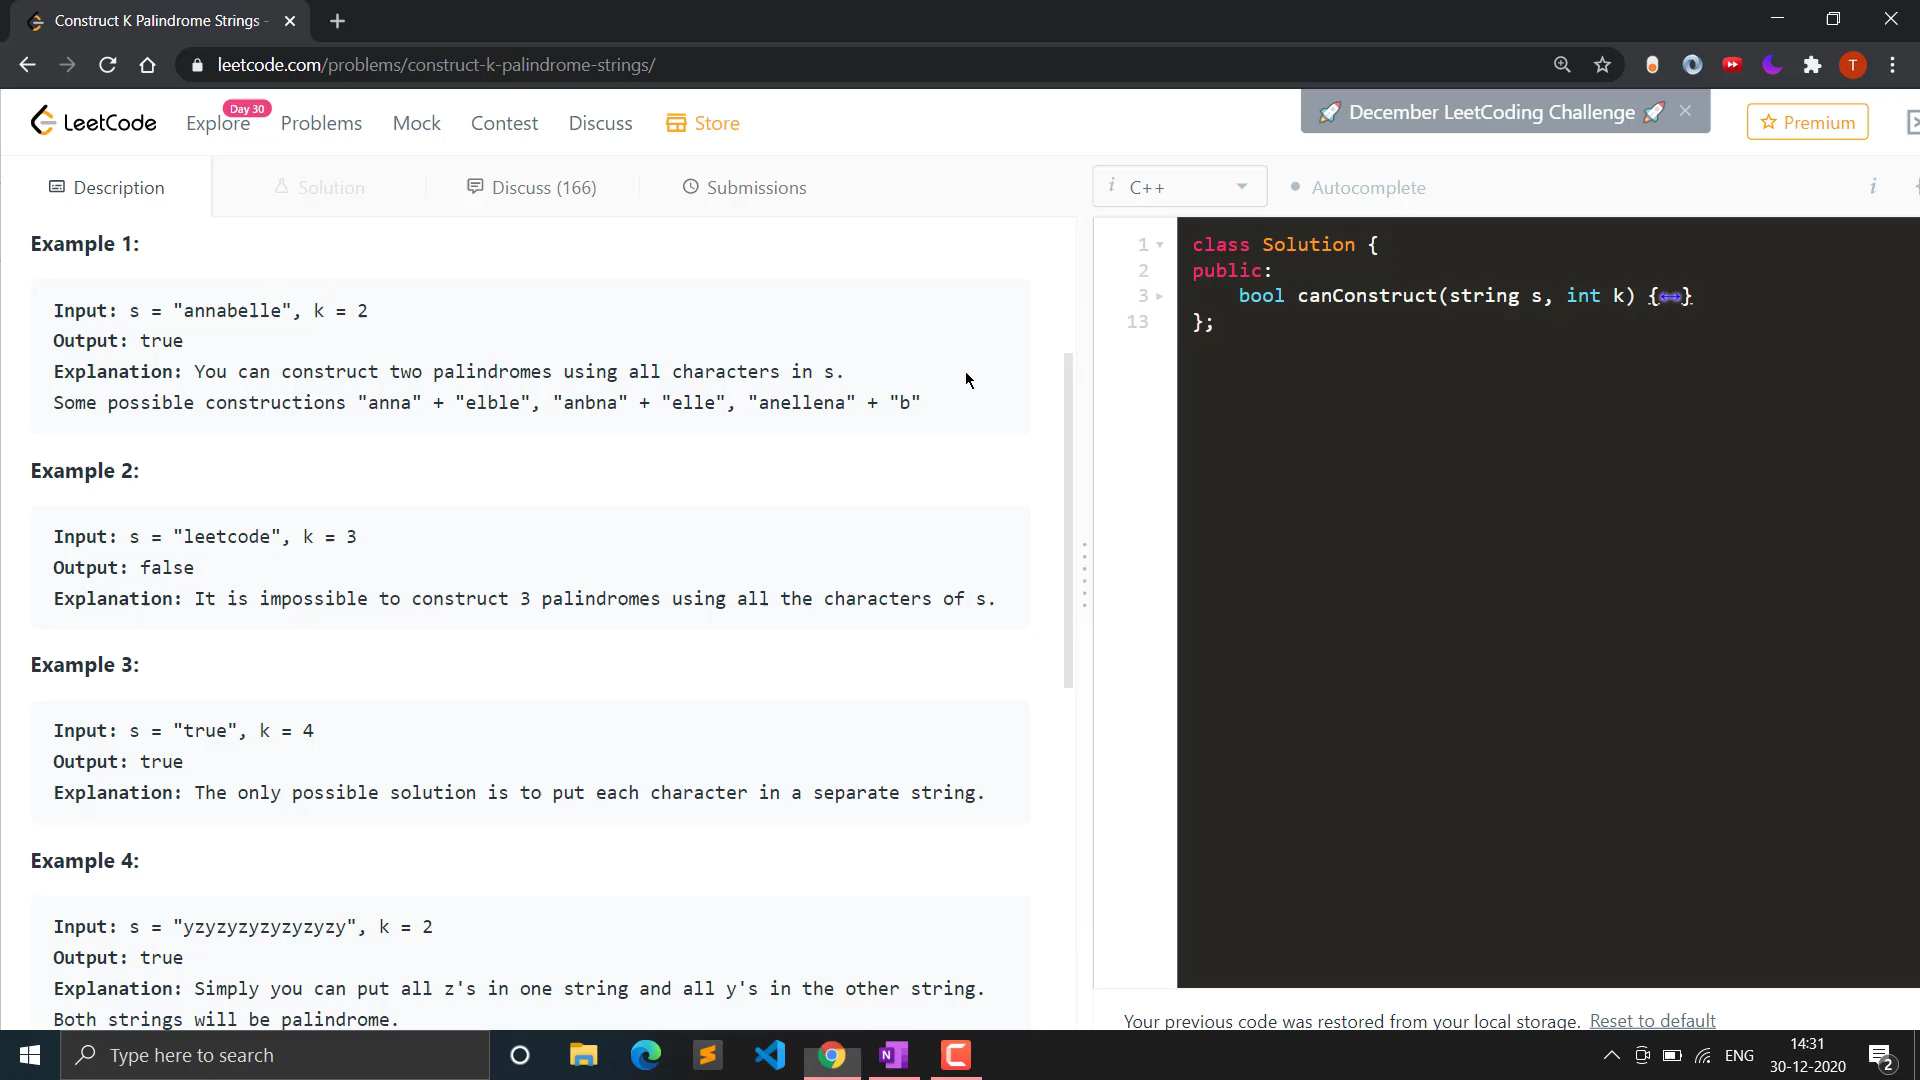 Construct K Palindrome Strings -
leetcode.com/problems/construct-k-palindrome-strings/
T
LeetCode
Explore
Day 30
Problems
Mock
Contest
Discuss
Store
🚀 December LeetCoding Challenge 🚀
Premium
Description
Solution
Discuss (166)
Submissions
i C++
Autocomplete
i
Example 1:
Input: s = "annabelle", k = 2
Output: true
Explanation: You can construct two palindromes using all characters in s.
Some possible constructions "anna" + "elble", "anbna" + "elle", "anellena" + "b"
Example 2:
Input: s = "leetcode", k = 3
Output: false
Explanation: It is impossible to construct 3 palindromes using all the characters of s.
Example 3:
Input: s = "true", k = 4
Output: true
Explanation: The only possible solution is to put each character in a separate string.
Example 4:
Input: s = "yzyzyzyzyzyzyzy", k = 2
Output: true
Explanation: Simply you can put all z's in one string and all y's in the other string.
Both strings will be palindrome.
1 class Solution {
2 public:
3 bool canConstruct(string s, int k) {↔}
13 };
Your previous code was restored from your local storage. Reset to default
Type here to search
N
ENG
14:31
30-12-2020
2